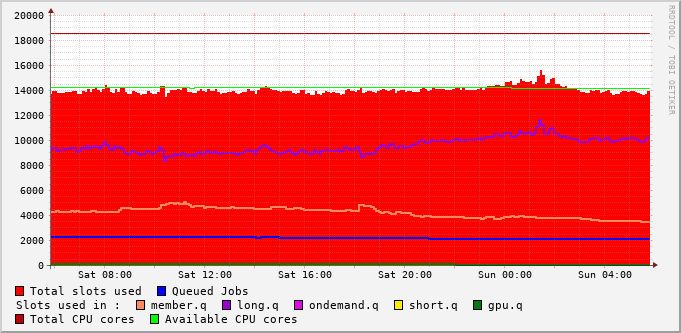 20000
18000
16000
14000
12000
10000
8000
6000
4000
2000
0
Sat 08:00 Sat 12:00 Sat 16:00 Sat 20:00 Sun 00:00 Sun 04:00
Total slots used Queued Jobs
Slots used in : member.q long.q ondemand.q short.q gpu.q
Total CPU cores Available CPU cores
RRDTOOL / TOBI OETIKER